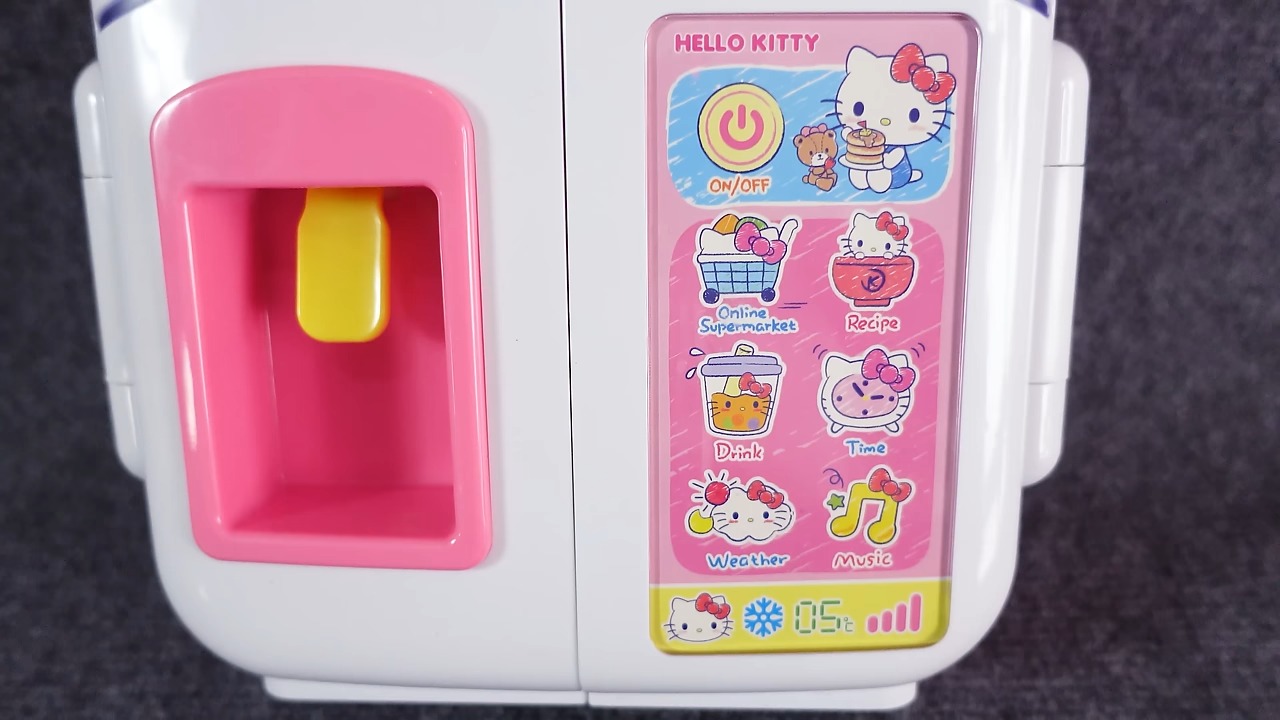 HELLO KITTY
ON/OFF
Online
Supermarket
Recipe
K
Drink
Time
Weather
Music
05℃